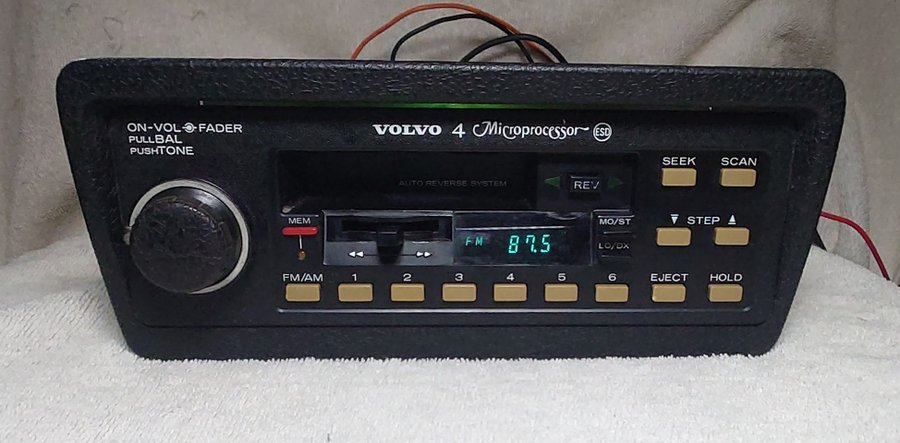 ON-VOL FADER
PULL BAL
PUSH TONE
VOLVO 4 Microprocessor ESD
SEEK SCAN
AUTO REVERSE SYSTEM
REV
MEM
MO/ST
STEP
FM 87.5
LO/DX
FM/AM 1 2 3 4 5 6 EJECT HOLD